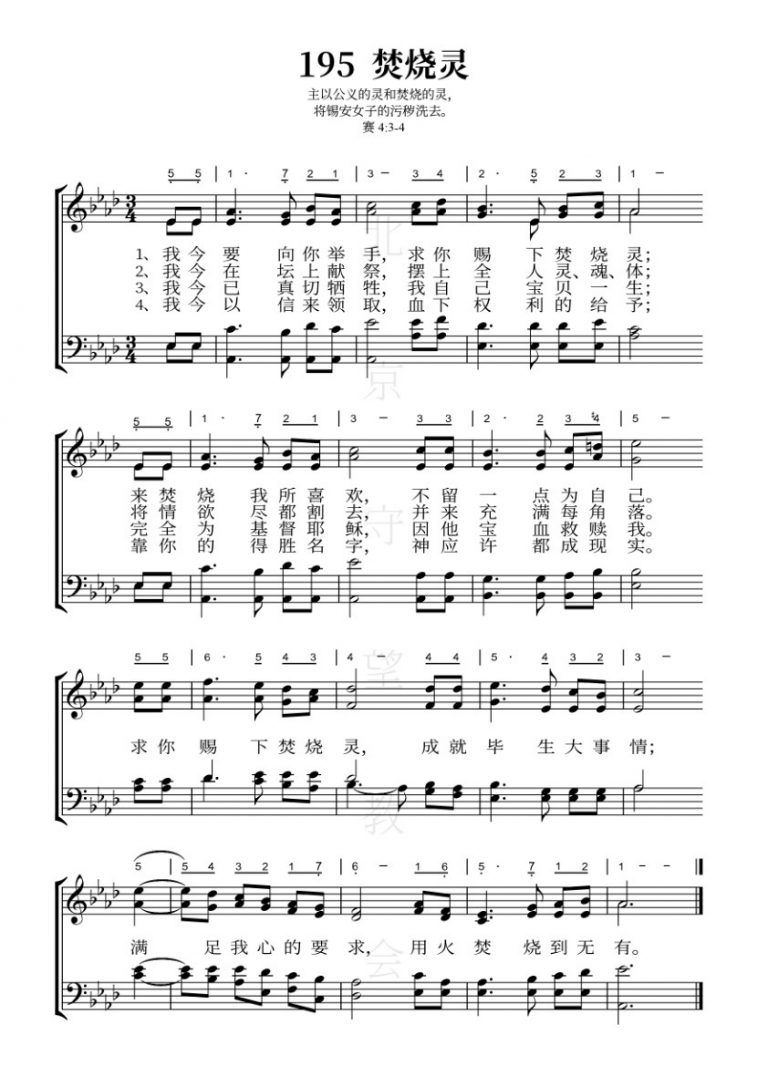 195 焚烧灵
主以公义的灵和焚烧的灵，
将锡安女子的污秽洗去。
赛 4:3-4
5 5 | 1 · 7 2 1 | 3 – 3 4 | 2 · 5 2 3 | 1 –
1、我今要 向你举手，求你赐 下焚烧灵；
2、我今在 坛上献祭，摆上全 人灵、魂、体；
3、我今已 真切牺牲，我自己 宝贝一生；
4、我今以 信来领取，血下权 利的给予；
5 5 | 1 · 7 2 1 | 3 – 3 3 | 2 · 2 3 4 | 5 –
来焚烧 我所喜欢， 不留一 点为自己。
将情欲 尽都割去， 并来充 满每角落。
完全为 基督耶稣， 因他宝 血救赎我。
靠你的 得胜名字， 神应许 都成现实。
5 5 | 6 · 5 4 3 | 4 – 4 4 | 5 · 4 3 2 | 3 –
求你赐 下焚烧灵， 成就毕 生大事情；
5 | 5 4 3 2 1 7 | 6 – 1 6 | 5 · 7 1 2 | 1 – –
满 足我心的要求，用火焚 烧到无有。
北京守望教会